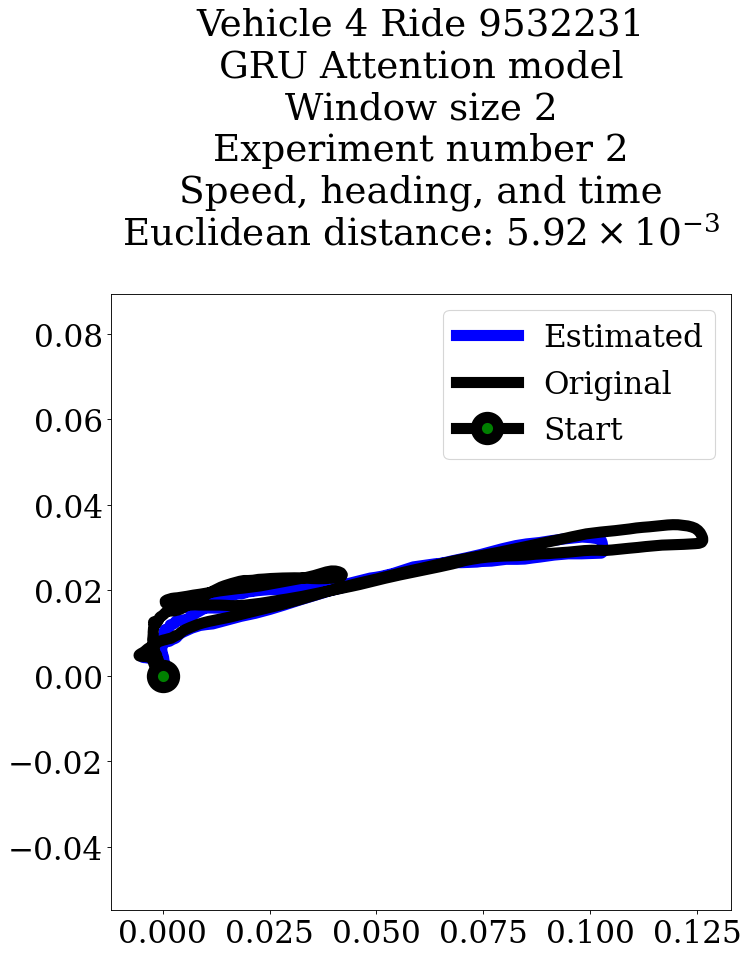 Vehicle 4 Ride 9532231
GRU Attention model
Window size 2
Experiment number 2
Speed, heading, and time
Euclidean distance: 5.92 × 10⁻³
Estimated
Original
Start
0.08
0.06
0.04
0.02
0.00
−0.02
−0.04
0.000 0.025 0.050 0.075 0.100 0.125